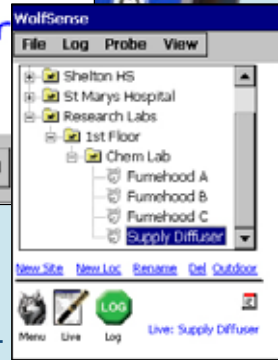 WolfSense
File Log Probe View
Shelton HS
St Marys Hospital
Research Labs
1st Floor
Chem Lab
Fumehood A
Fumehood B
Fumehood C
Supply Diffuser
New Site New Loc Rename Del Outdoor
LOG
Menu Live Log Live: Supply Diffuser